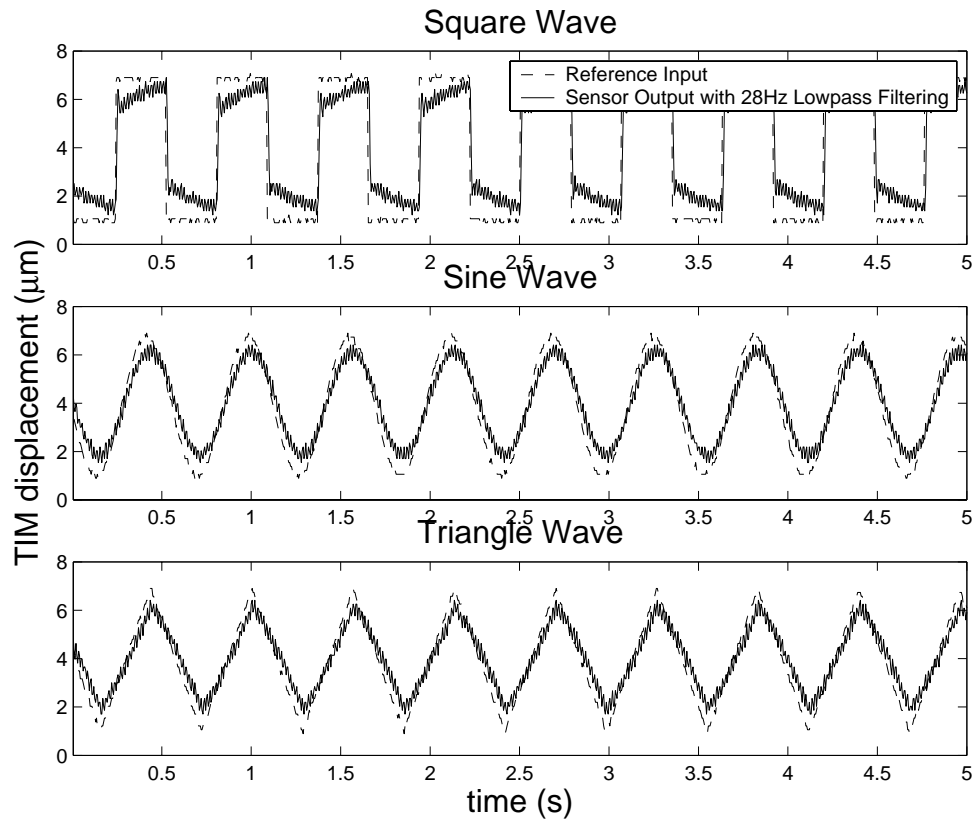 Square Wave
8
6
4
2
0
Reference Input
Sensor Output with 28Hz Lowpass Filtering
0.5 1 1.5 2 2.5 3 3.5 4 4.5 5
Sine Wave
8
6
4
2
0
0.5 1 1.5 2 2.5 3 3.5 4 4.5 5
TIM displacement (μm)
Triangle Wave
8
6
4
2
0
0.5 1 1.5 2 2.5 3 3.5 4 4.5 5
time (s)